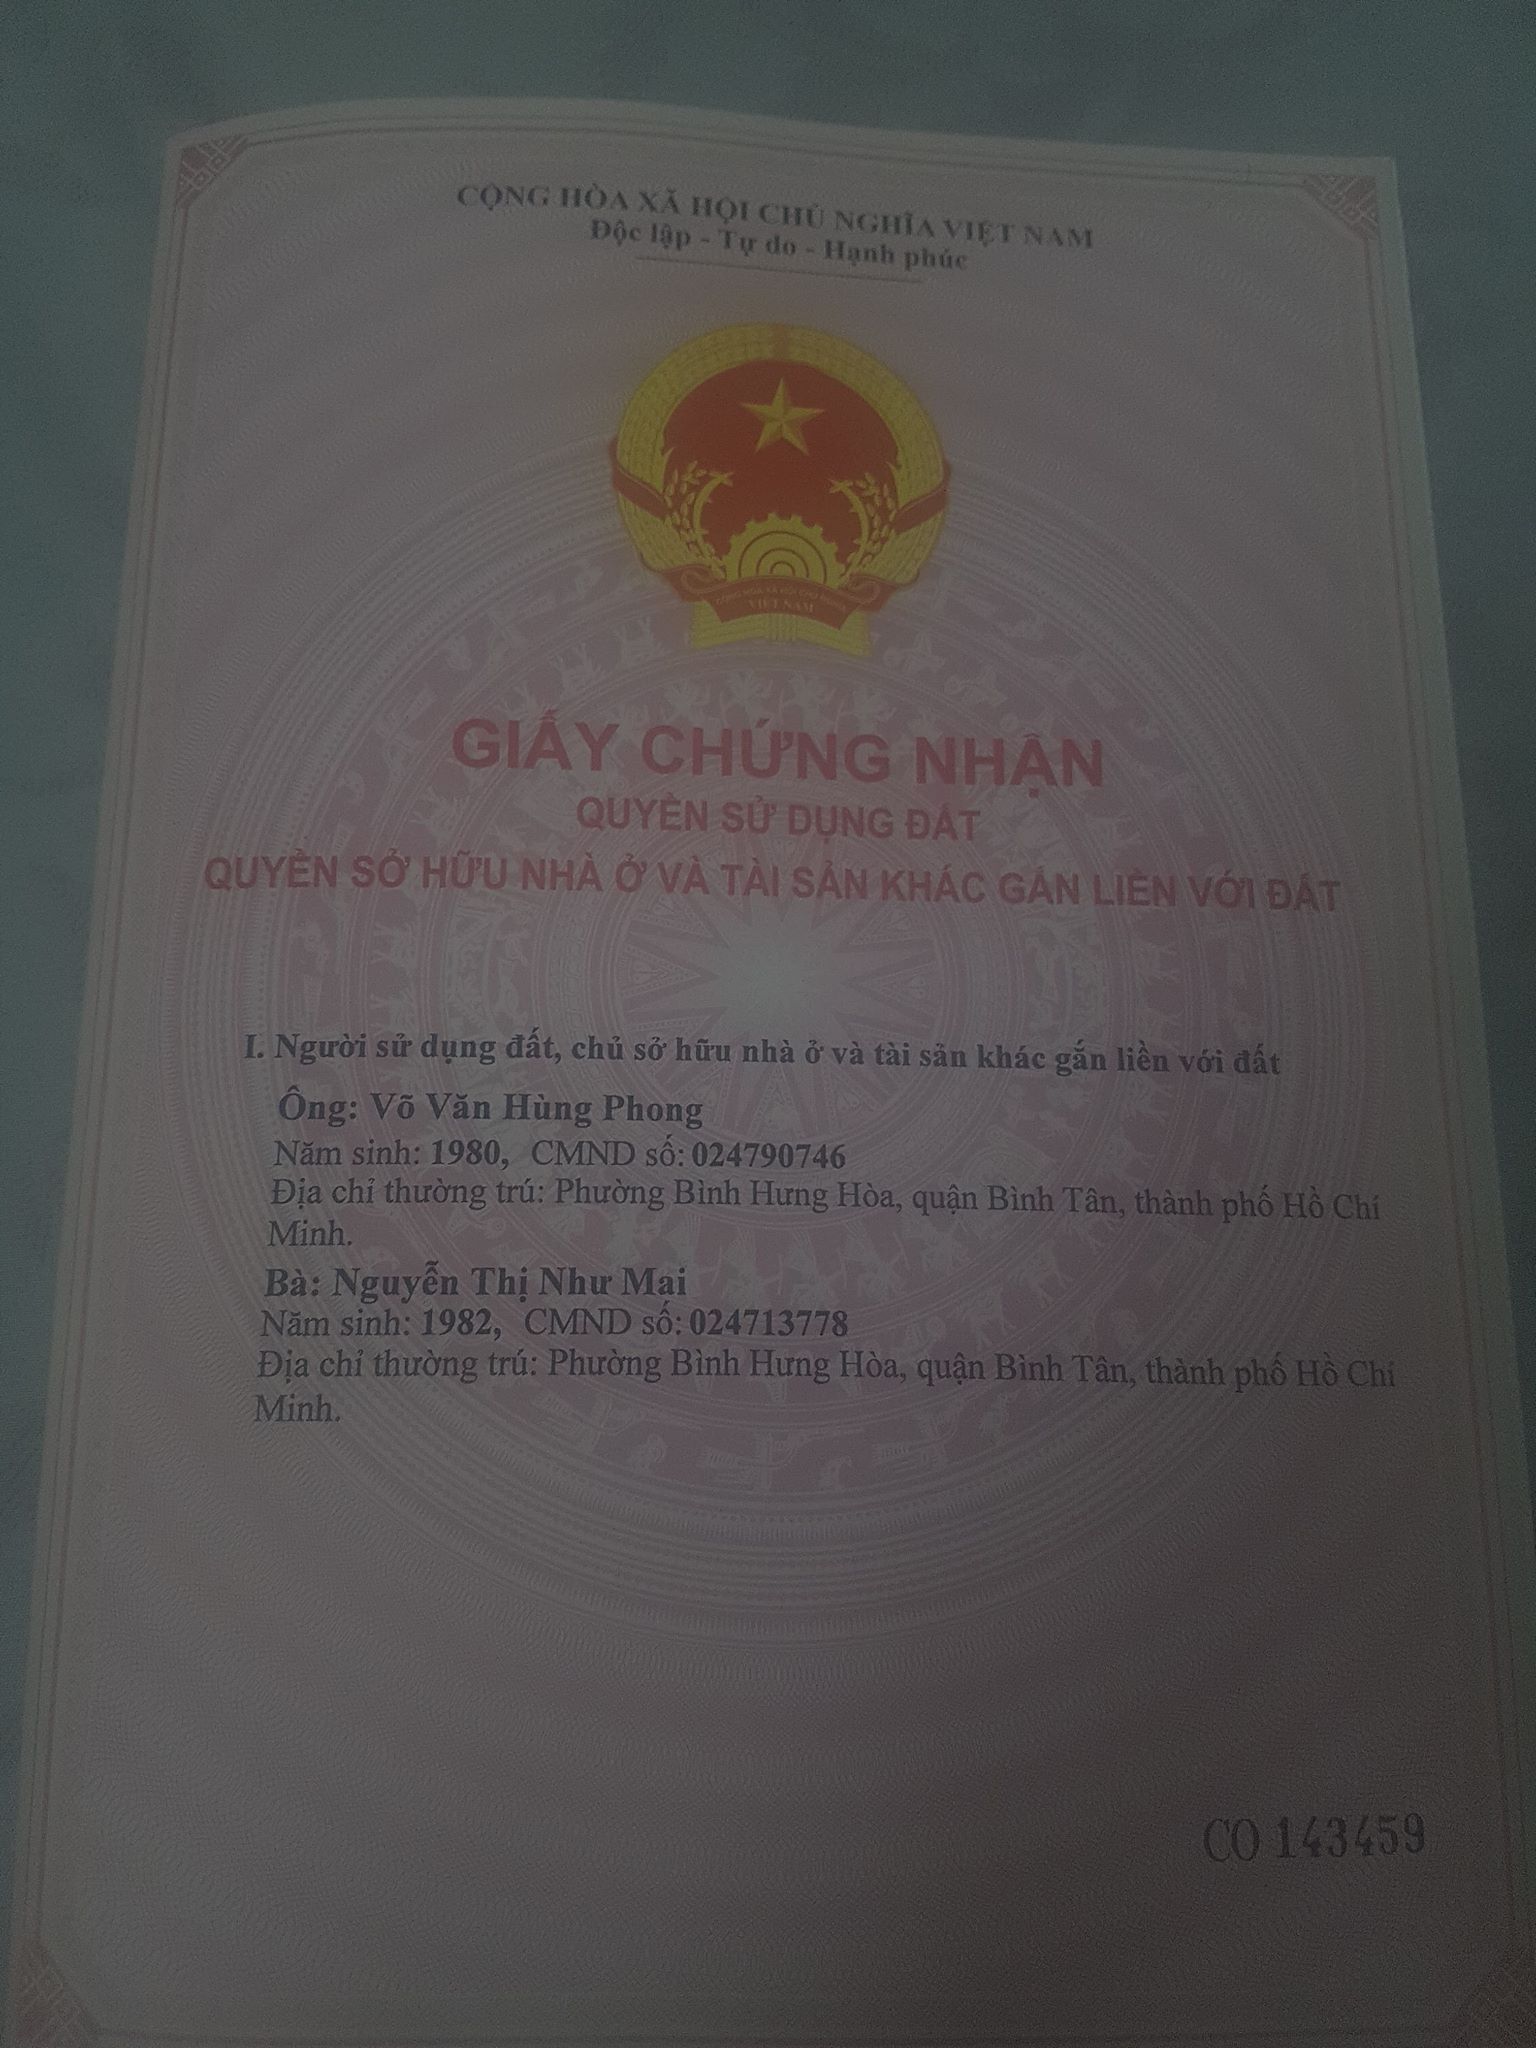 CỘNG HÒA XÃ HỘI CHỦ NGHĨA VIỆT NAM
Độc lập - Tự do - Hạnh phúc
CỘNG HÒA XÃ HỘI CHỦ NGHĨA
VIỆT NAM
GIẤY CHỨNG NHẬN
QUYỀN SỬ DỤNG ĐẤT
QUYỀN SỞ HỮU NHÀ Ở VÀ TÀI SẢN KHÁC GẮN LIỀN VỚI ĐẤT
I. Người sử dụng đất, chủ sở hữu nhà ở và tài sản khác gắn liền với đất
Ông: Võ Văn Hùng Phong
Năm sinh: 1980, CMND số: 024790746
Địa chỉ thường trú: Phường Bình Hưng Hòa, quận Bình Tân, thành phố Hồ Chí
Minh.
Bà: Nguyễn Thị Như Mai
Năm sinh: 1982, CMND số: 024713778
Địa chỉ thường trú: Phường Bình Hưng Hòa, quận Bình Tân, thành phố Hồ Chí
Minh.
CO 143459